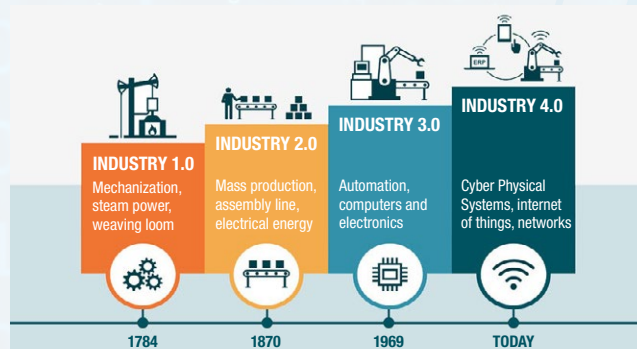 ERP
INDUSTRY 1.0
Mechanization,
steam power,
weaving loom
INDUSTRY 2.0
Mass production,
assembly line,
electrical energy
INDUSTRY 3.0
Automation,
computers and
electronics
INDUSTRY 4.0
Cyber Physical
Systems, internet
of things, networks
1784
1870
1969
TODAY